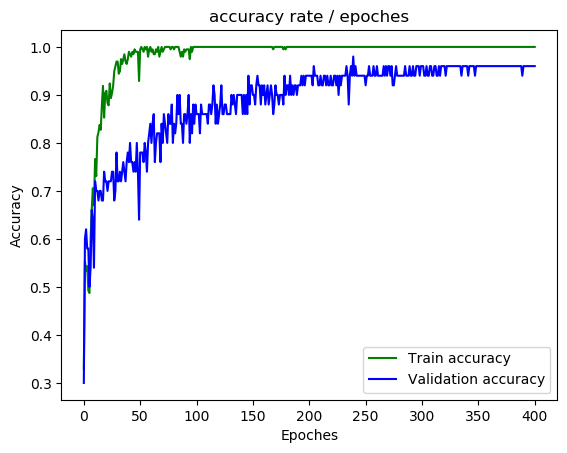 accuracy rate / epoches
1.0
0.9
0.8
0.7
0.6
0.5
0.4
0.3
Accuracy
Train accuracy
Validation accuracy
0 50 100 150 200 250 300 350 400
Epoches